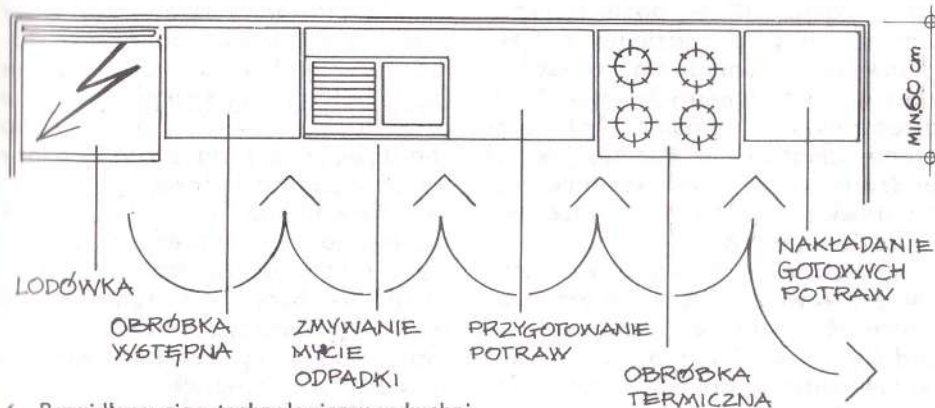 MIN. 60 cm
LODÓWKA
OBRÓBKA
WSTĘPNA
ZMYWANIE
MYCIE
ODPADKI
PRZYGOTOWANIE
POTRAW
OBRÓBKA
TERMICZNA
NAKŁADANIE
GOTOWYCH
POTRAW